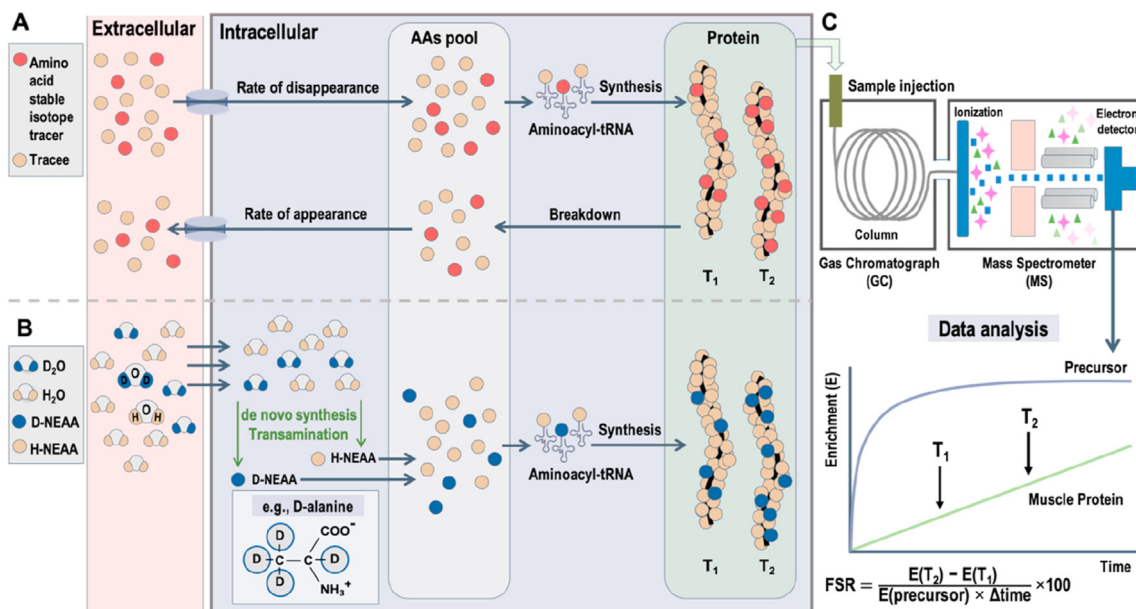 A
Extracellular
Intracellular
AAs pool
Protein
Amino
acid
stable
isotope
tracer
Tracee
Rate of disappearance
Aminoacyl-tRNA
Synthesis
Rate of appearance
Breakdown
T1
T2
B
D2O
H2O
D-NEAA
H-NEAA
O
D D
O
H H
de novo synthesis
Transamination
H-NEAA
D-NEAA
Aminoacyl-tRNA
Synthesis
e.g., D-alanine
D
COO-
D C C D
D
NH3+
T1
T2
C
Sample injection
Ionization
Electron
detector
Column
Gas Chromatograph
(GC)
Mass Spectrometer
(MS)
Data analysis
Enrichment (E)
Precursor
T1
T2
Muscle Protein
Time
FSR = E(T2) − E(T1) / E(precursor) × Δtime ×100